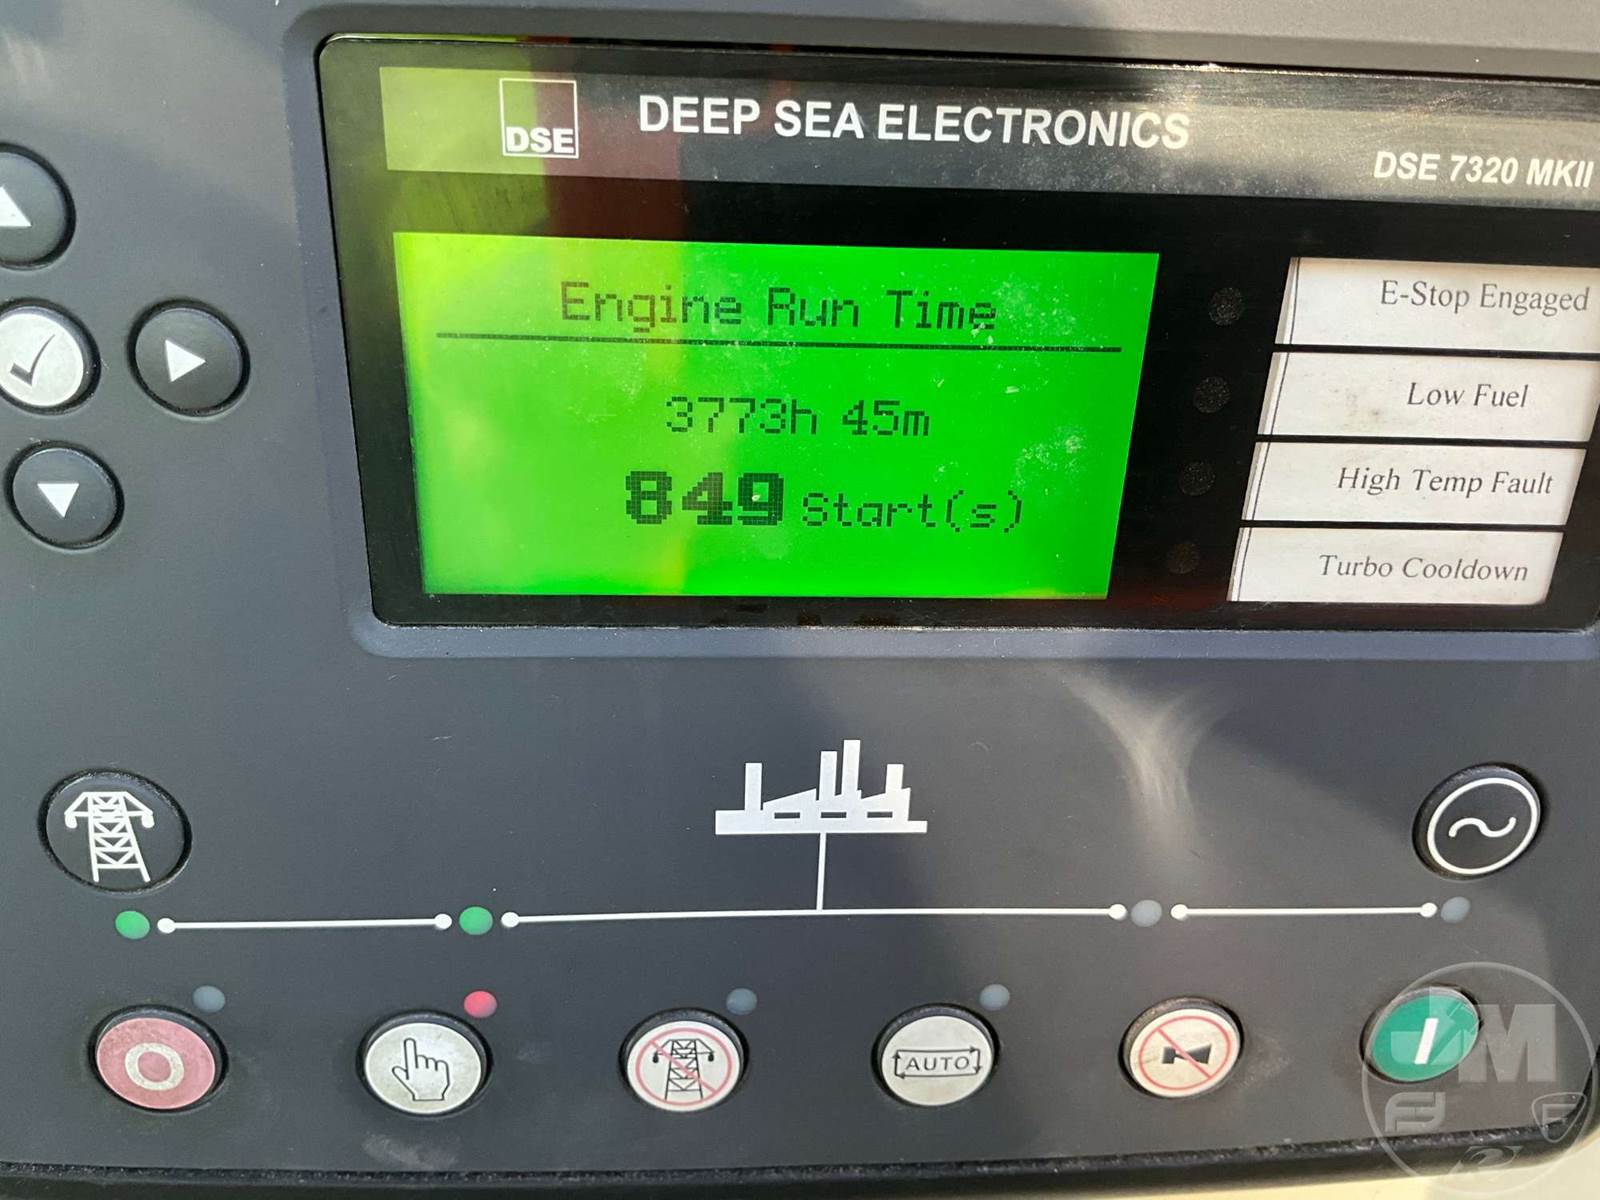 DSE
DEEP SEA ELECTRONICS
DSE 7320 MKII
Engine Run Time
3773h 45m
849 Start(s)
E-Stop Engaged
Low Fuel
High Temp Fault
Turbo Cooldown
AUTO
JM